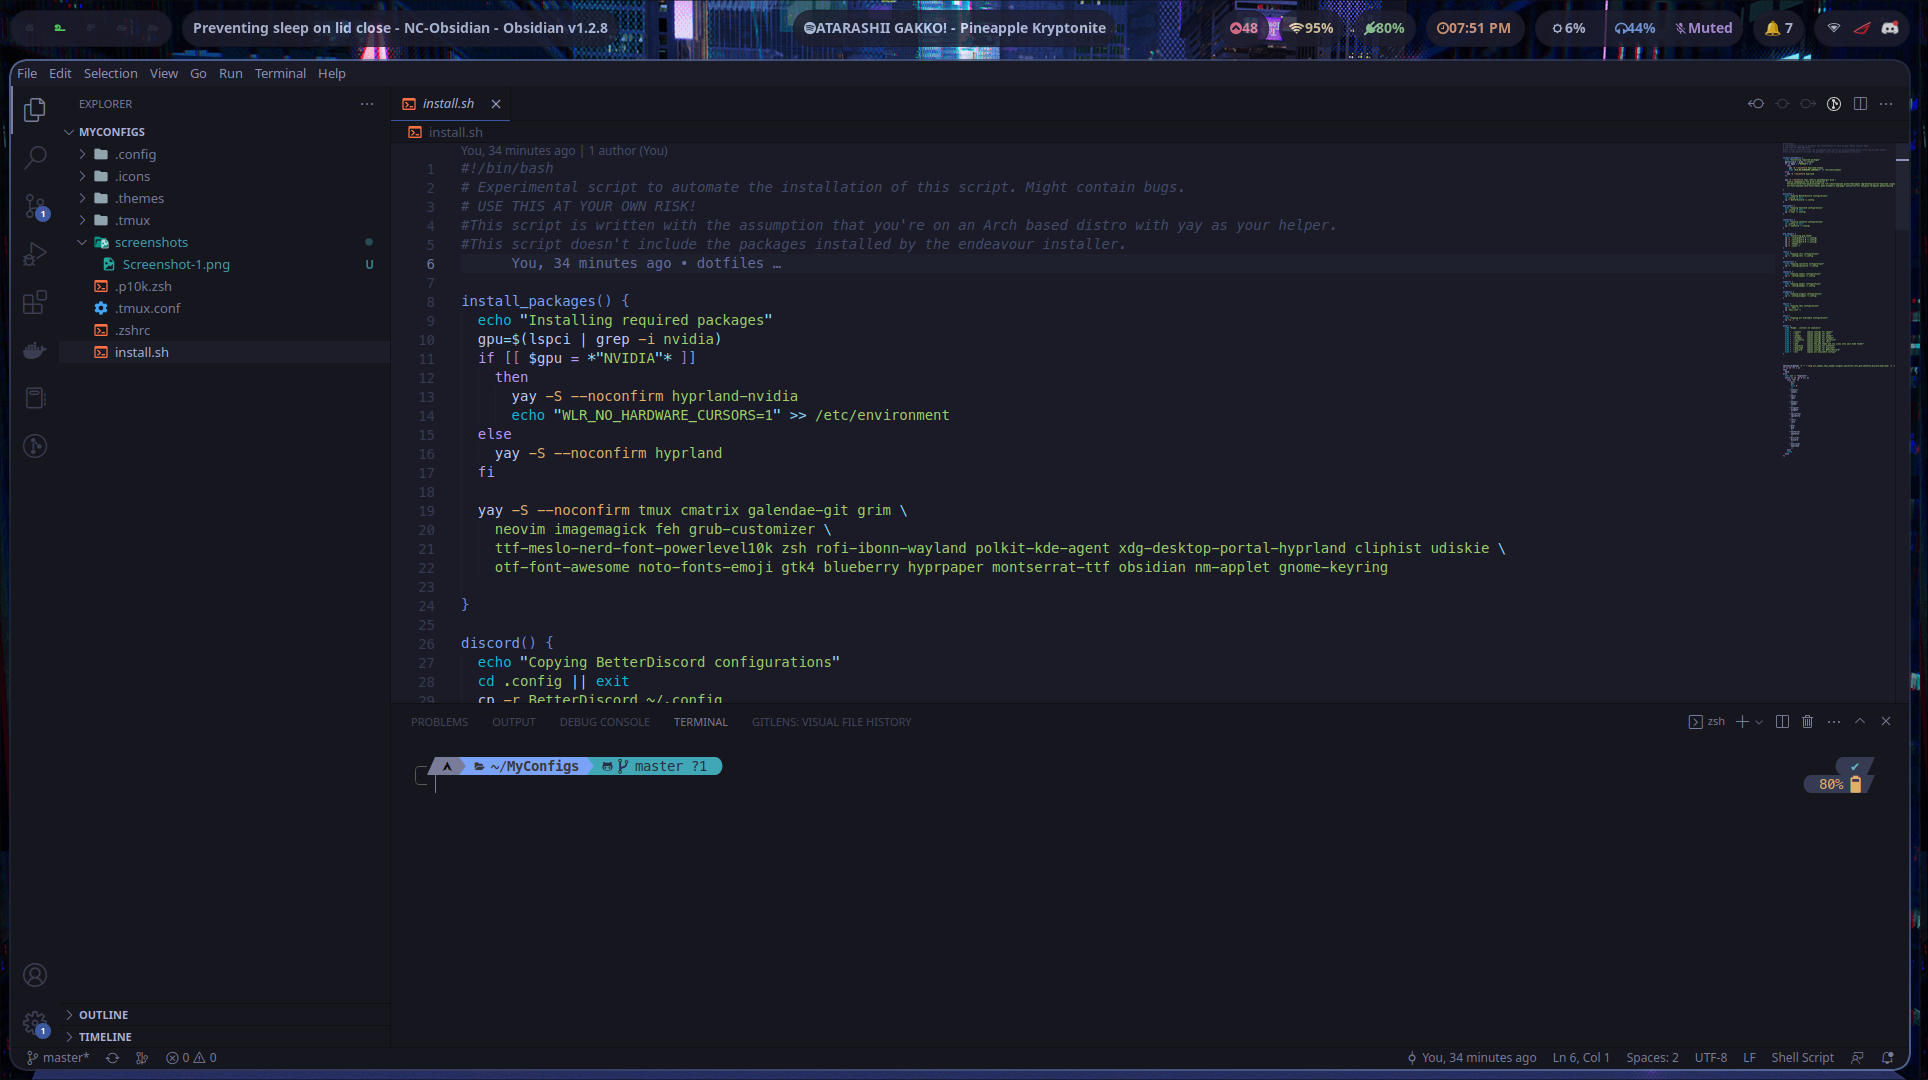 Preventing sleep on lid close - NC-Obsidian - Obsidian v1.2.8
ATARASHII GAKKO! - Pineapple Kryptonite
48
95%
80%
07:51 PM
6%
44%
Muted
7
File Edit Selection View Go Run Terminal Help
EXPLORER
MYCONFIGS
.config
.icons
.themes
.tmux
screenshots
Screenshot-1.png U
.p10k.zsh
.tmux.conf
.zshrc
install.sh
1
1
OUTLINE
TIMELINE
install.sh
install.sh
You, 34 minutes ago | 1 author (You)
1 #!/bin/bash
2 # Experimental script to automate the installation of this script. Might contain bugs.
3 # USE THIS AT YOUR OWN RISK!
4 #This script is written with the assumption that you're on an Arch based distro with yay as your helper.
5 #This script doesn't include the packages installed by the endeavour installer.
6 You, 34 minutes ago • dotfiles …
7
8 install_packages() {
9 echo "Installing required packages"
10 gpu=$(lspci | grep -i nvidia)
11 if [[ $gpu = *"NVIDIA"* ]]
12 then
13 yay -S --noconfirm hyprland-nvidia
14 echo "WLR_NO_HARDWARE_CURSORS=1" >> /etc/environment
15 else
16 yay -S --noconfirm hyprland
17 fi
18
19 yay -S --noconfirm tmux cmatrix galendae-git grim \
20 neovim imagemagick feh grub-customizer \
21 ttf-meslo-nerd-font-powerlevel10k zsh rofi-ibonn-wayland polkit-kde-agent xdg-desktop-portal-hyprland cliphist udiskie \
22 otf-font-awesome noto-fonts-emoji gtk4 blueberry hyprpaper montserrat-ttf obsidian nm-applet gnome-keyring
23
24 }
25
26 discord() {
27 echo "Copying BetterDiscord configurations"
28 cd .config || exit
29 cp -r BetterDiscord ~/.config
PROBLEMS OUTPUT DEBUG CONSOLE TERMINAL GITLENS: VISUAL FILE HISTORY
zsh
~/MyConfigs master ?1
✔
80%
master* 0 0
You, 34 minutes ago Ln 6, Col 1 Spaces: 2 UTF-8 LF Shell Script